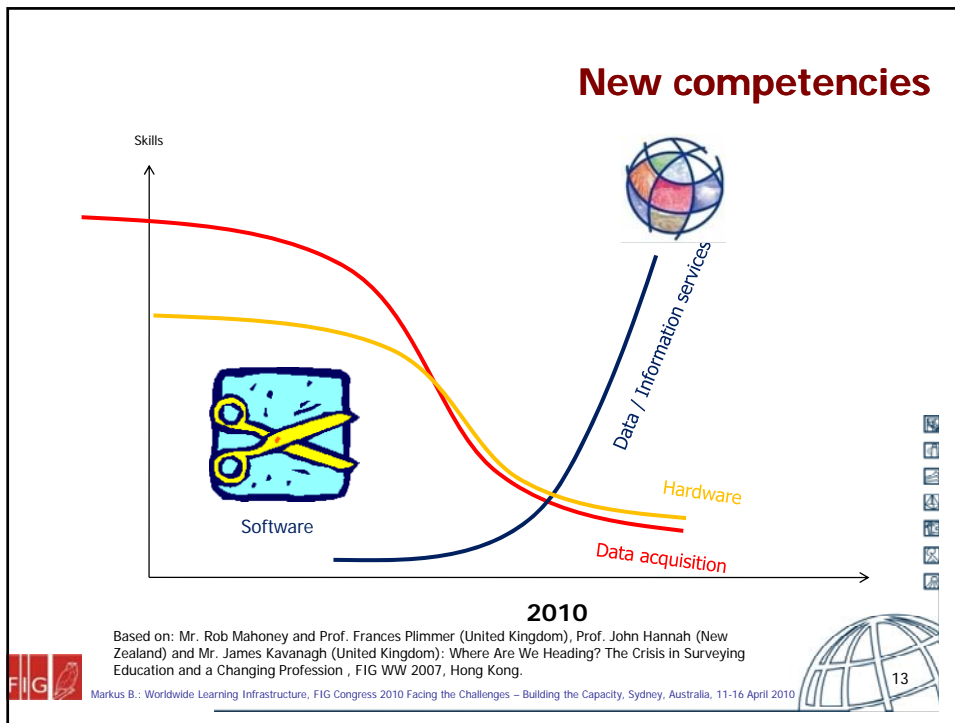 New competencies
Skills
Data / Information services
Hardware
Software
Data acquisition
2010
Based on: Mr. Rob Mahoney and Prof. Frances Plimmer (United Kingdom), Prof. John Hannah (New
Zealand) and Mr. James Kavanagh (United Kingdom): Where Are We Heading? The Crisis in Surveying
Education and a Changing Profession , FIG WW 2007, Hong Kong.
13
FIG
Markus B.: Worldwide Learning Infrastructure, FIG Congress 2010 Facing the Challenges – Building the Capacity, Sydney, Australia, 11-16 April 2010